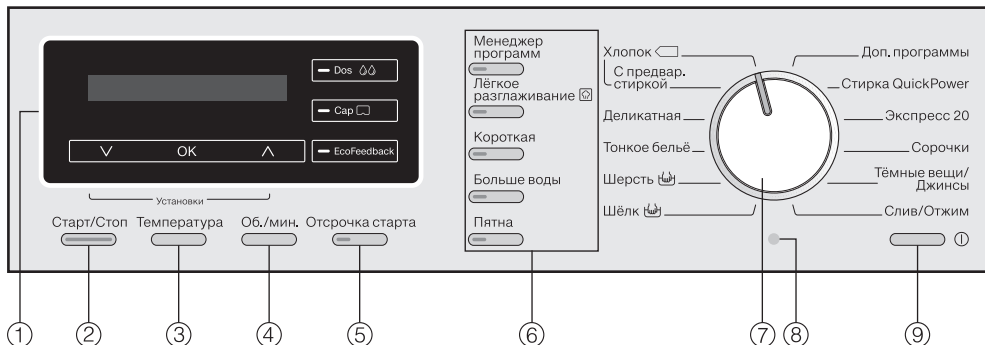 Dos
Cap
EcoFeedback
OK
Установки
Старт/Стоп
Температура
Об./мин.
Отсрочка старта
Менеджер
программ
Лёгкое
разглаживание
Короткая
Больше воды
Пятна
Хлопок
С предвар.
стиркой
Деликатная
Тонкое бельё
Шерсть
Шёлк
Доп. программы
Стирка QuickPower
Экспресс 20
Сорочки
Тёмные вещи/
Джинсы
Слив/Отжим
① ② ③ ④ ⑤ ⑥ ⑦ ⑧ ⑨